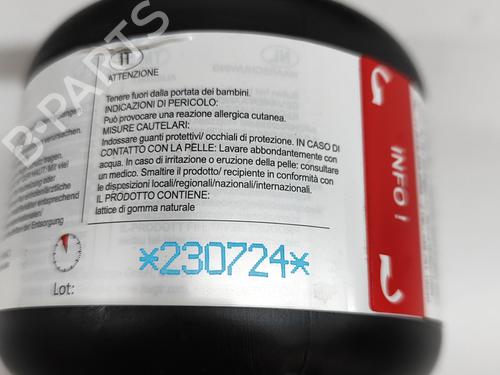 IT
NL
ATTENZIONE
Tenere fuori dalla portata dei bambini.
INDICAZIONI DI PERICOLO:
Può provocare una reazione allergica cutanea.
MISURE CAUTELARI:
Indossare guanti protettivi/ occhiali di protezione. IN CASO DI
CONTATTO CON LA PELLE: Lavare abbondantemente con
acqua. In caso di irritazione o eruzione della pelle: consultare
un medico. Smaltire il prodotto/ recipiente in conformità con
le disposizioni locali/regionali/nazionali/internazionali.
IL PRODOTTO CONTIENE:
lattice di gomma naturale
*230724*
Lot:
INFO!
B-PARTS